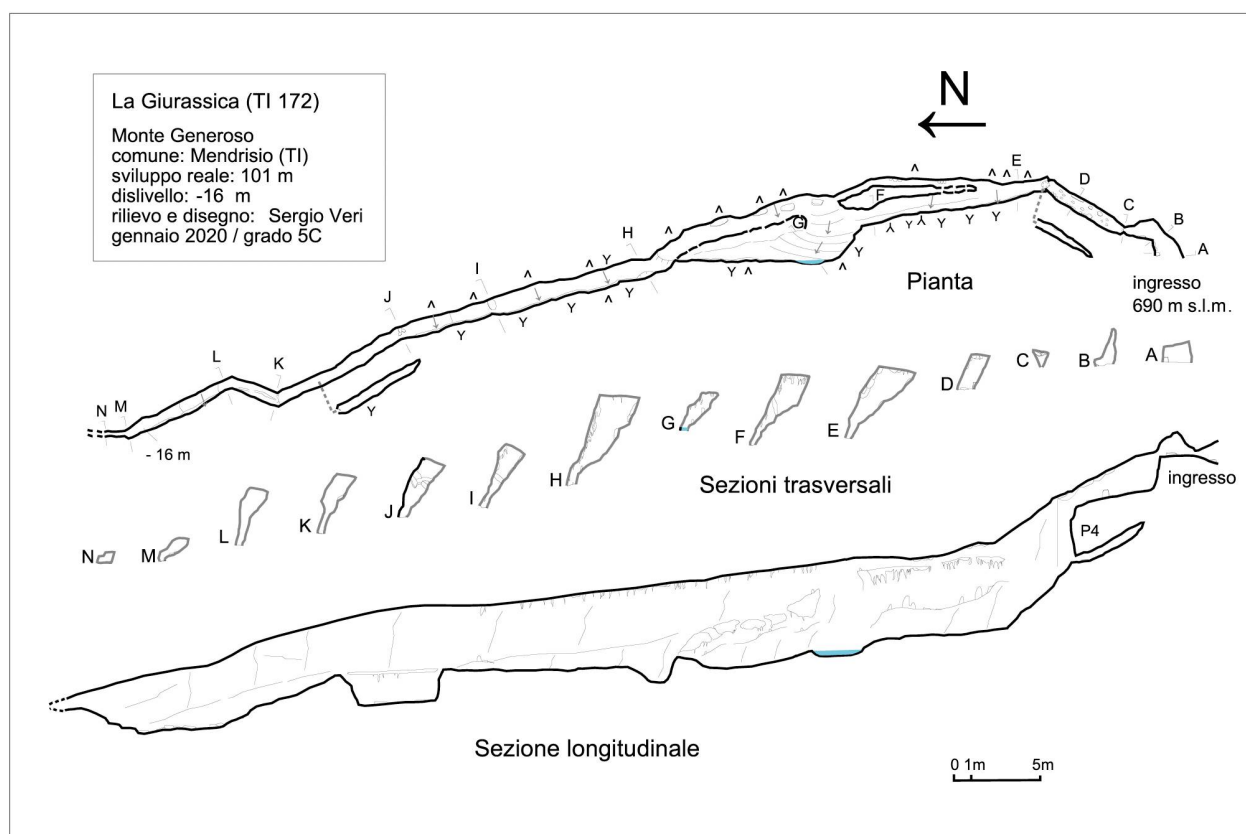 La Giurassica (TI 172)
Monte Generoso
comune: Mendrisio (TI)
sviluppo reale: 101 m
dislivello: -16 m
rilievo e disegno: Sergio Veri
gennaio 2020 / grado 5C
N
E
D
C
B
A
F
G
H
I
J
K
L
M
N
- 16 m
Pianta
ingresso
690 m s.l.m.
A
B
C
D
E
F
G
H
I
J
K
L
M
N
Sezioni trasversali
ingresso
P4
Sezione longitudinale
0 1m 5m